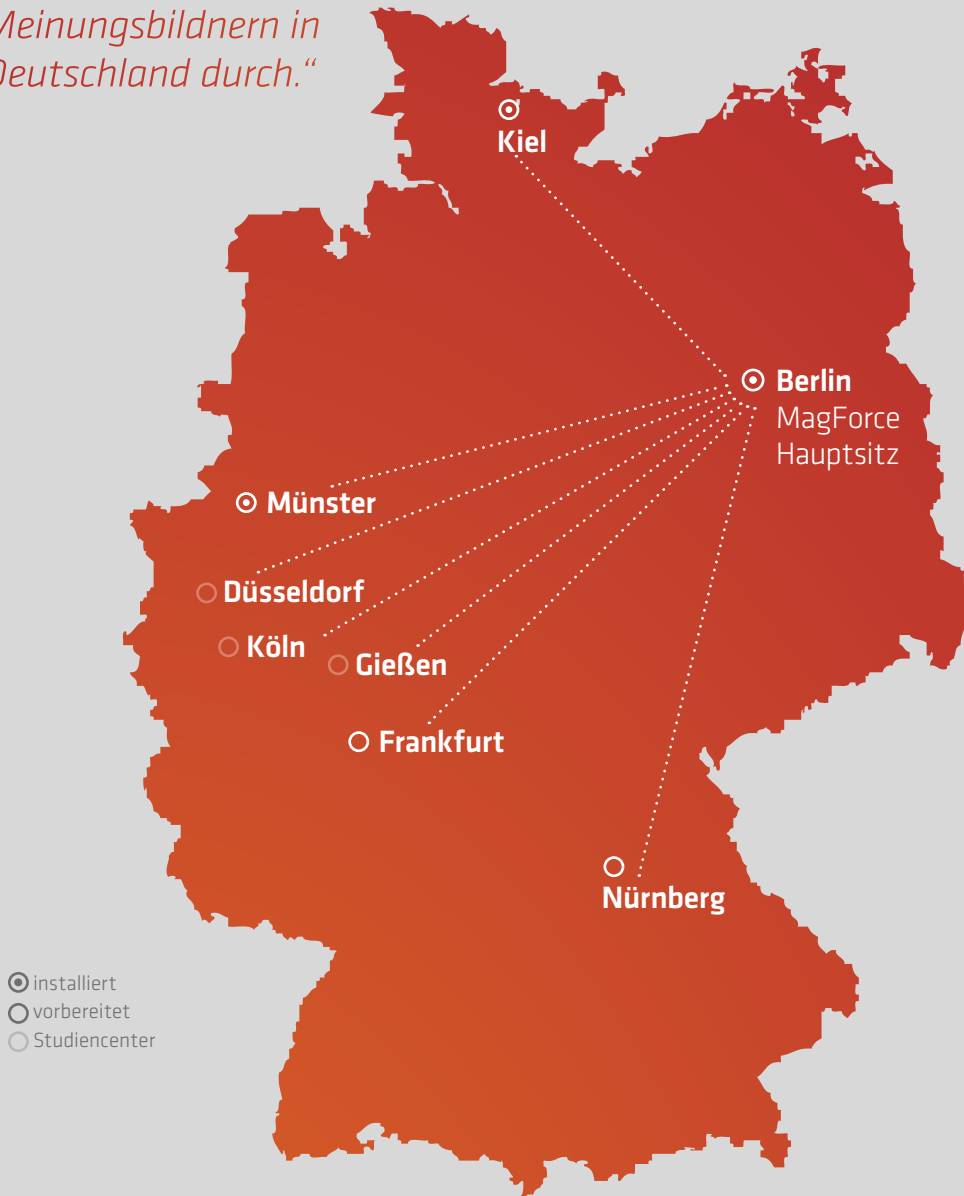 Meinungsbildnern in
Deutschland durch.“
Kiel
Berlin
MagForce
Hauptsitz
Münster
Düsseldorf
Köln
Gießen
Frankfurt
Nürnberg
installiert
vorbereitet
Studiencenter